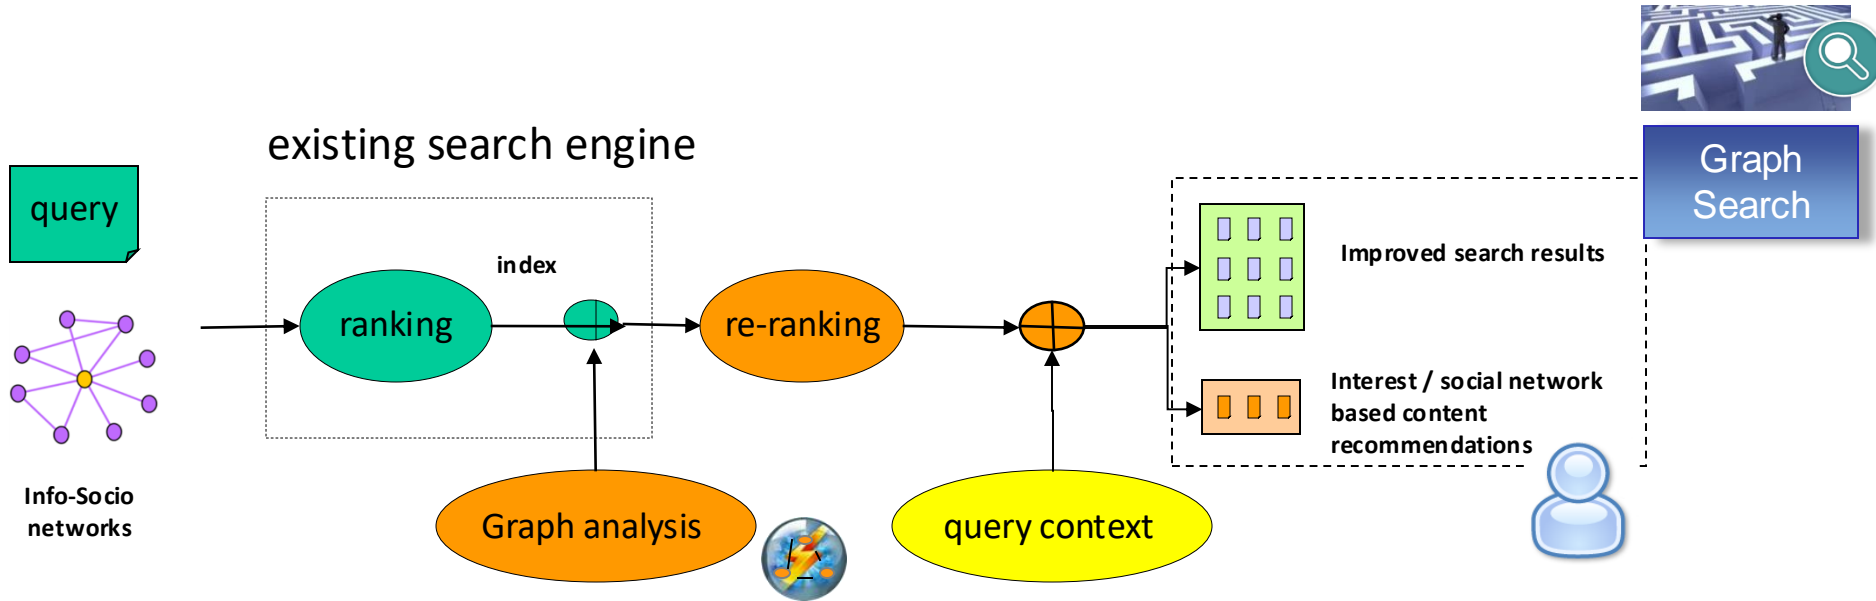 existing search engine
query
index
ranking
re-ranking
Info-Socio
networks
Graph analysis
query context
Improved search results
Interest / social network
based content
recommendations
Graph
Search